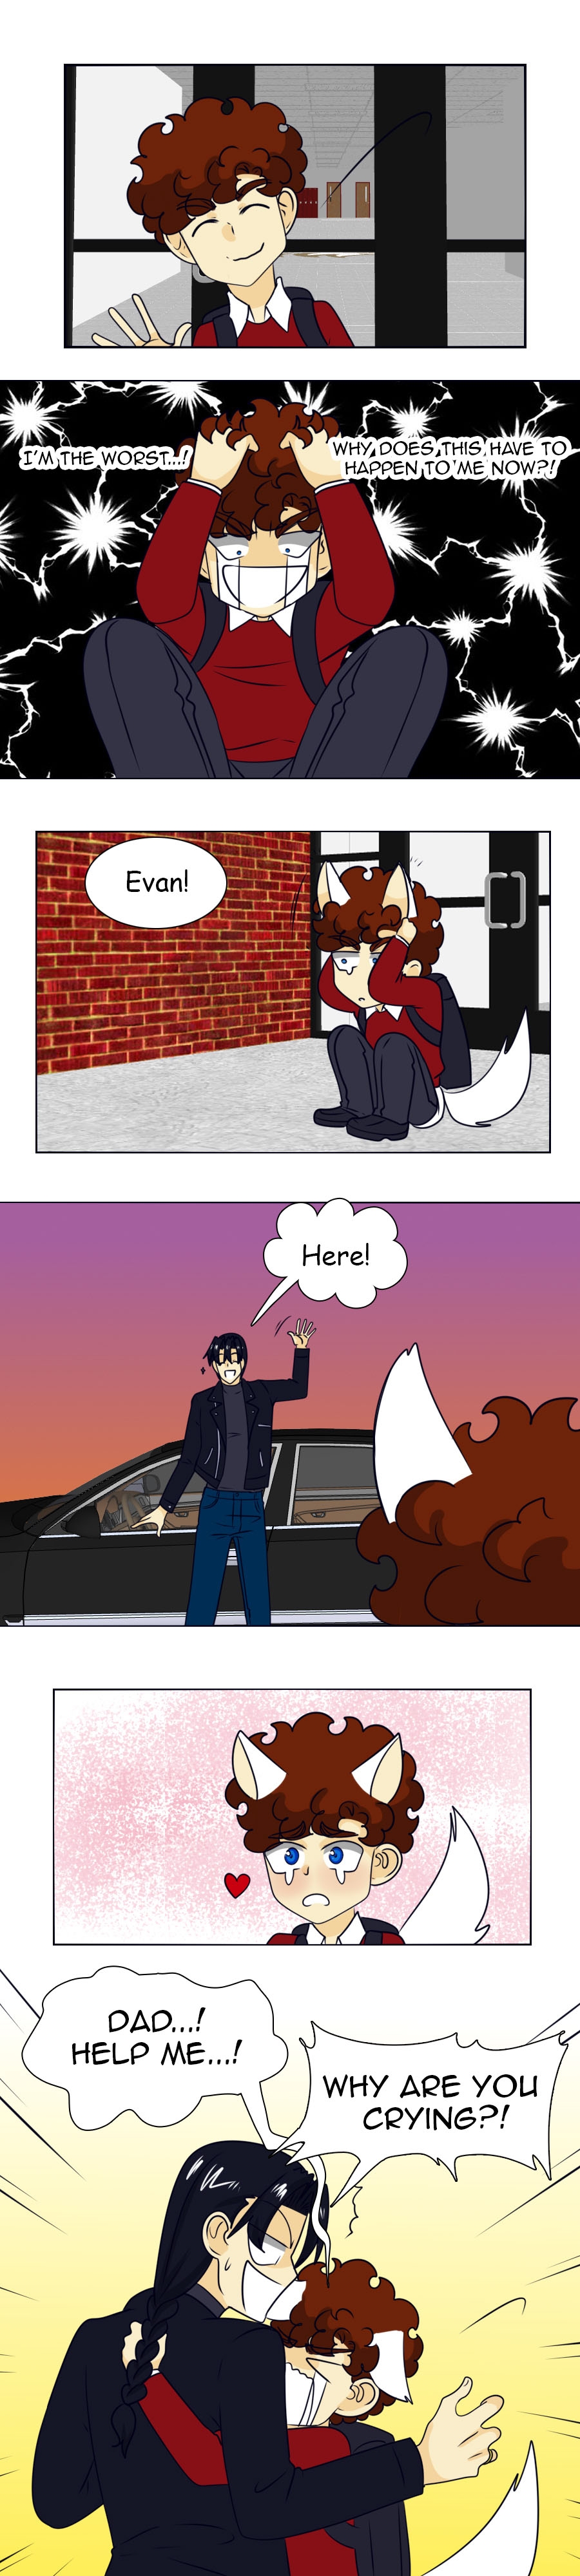 I'M THE WORST...!
WHY DOES THIS HAVE TO
HAPPEN TO ME NOW?!
Evan!
Here!
DAD...!
HELP ME...!
WHY ARE YOU
CRYING?!